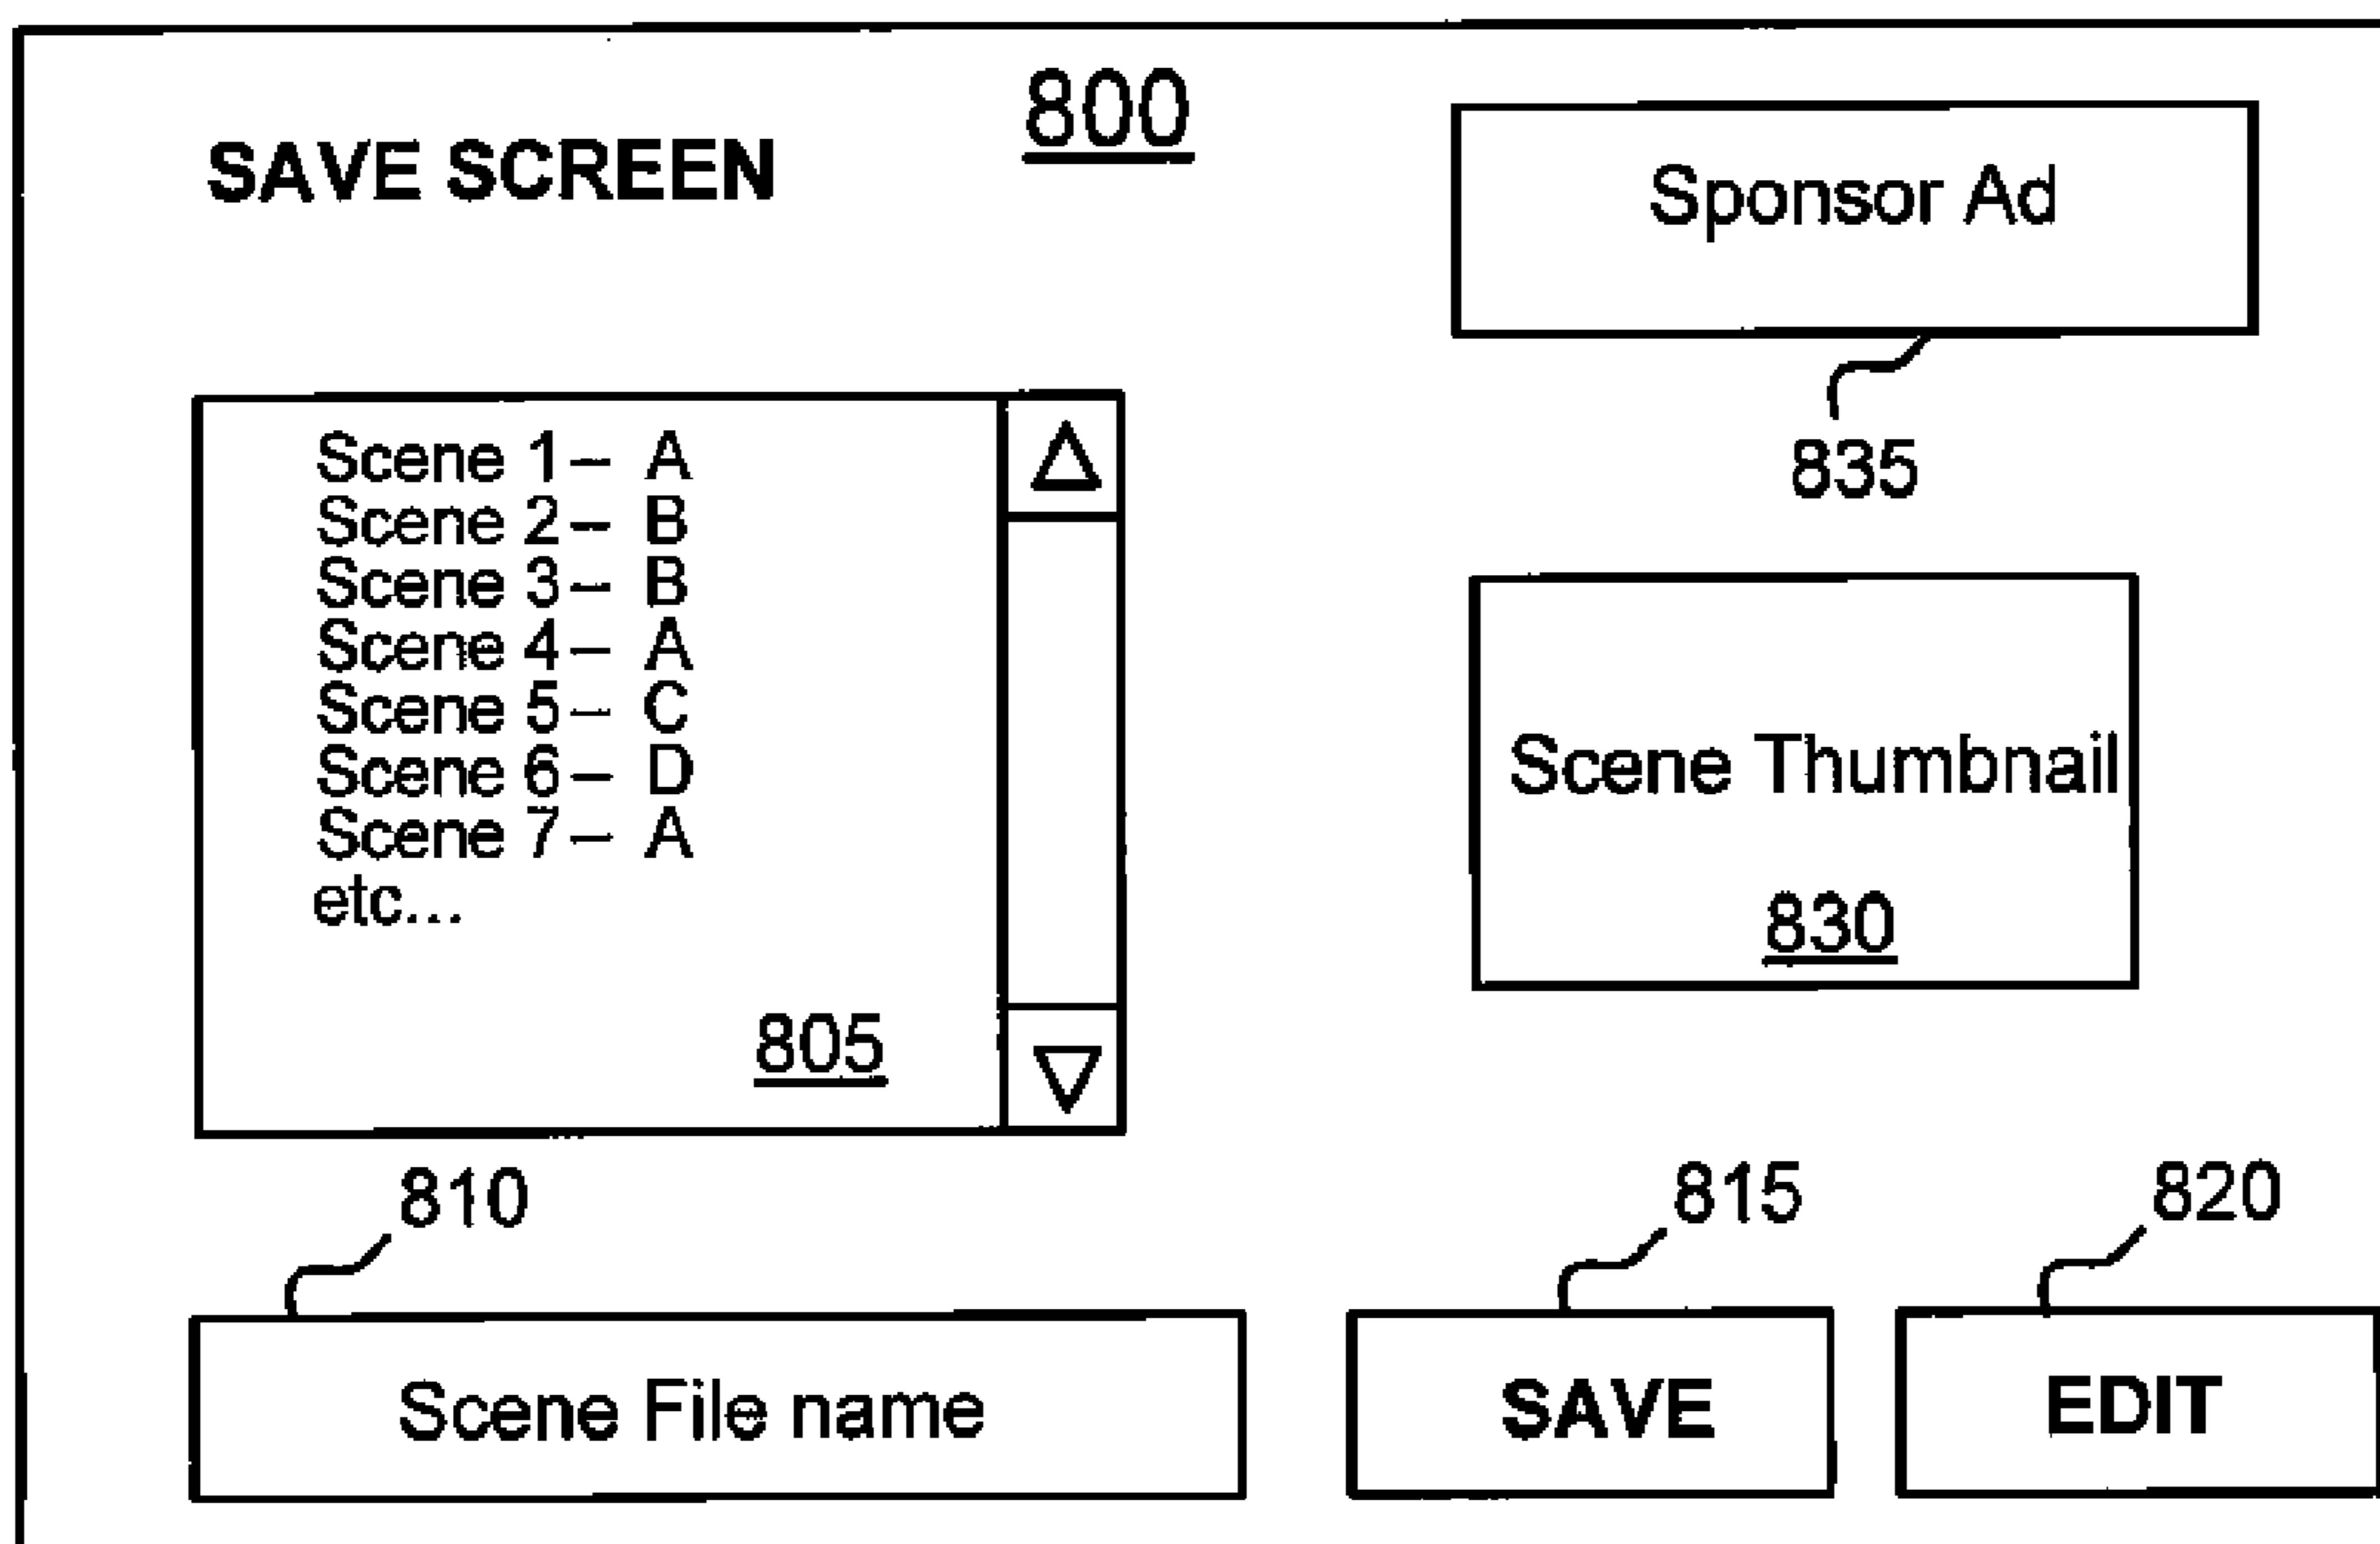 800
SAVE SCREEN
Sponsor Ad
835
Scene 1 – A
Scene 2 – B
Scene 3 – B
Scene 4 – A
Scene 5 – C
Scene 6 – D
Scene 7 – A
etc...
805
Scene Thumbnail
830
810
Scene File name
815
SAVE
820
EDIT